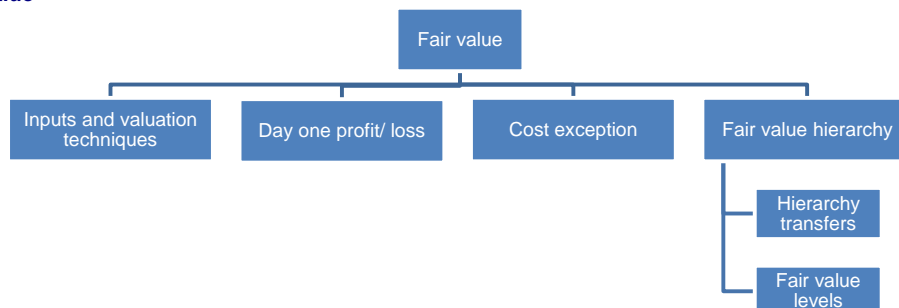 Fair value
Inputs and valuation
techniques
Day one profit/ loss
Cost exception
Fair value hierarchy
Hierarchy
transfers
Fair value
levels